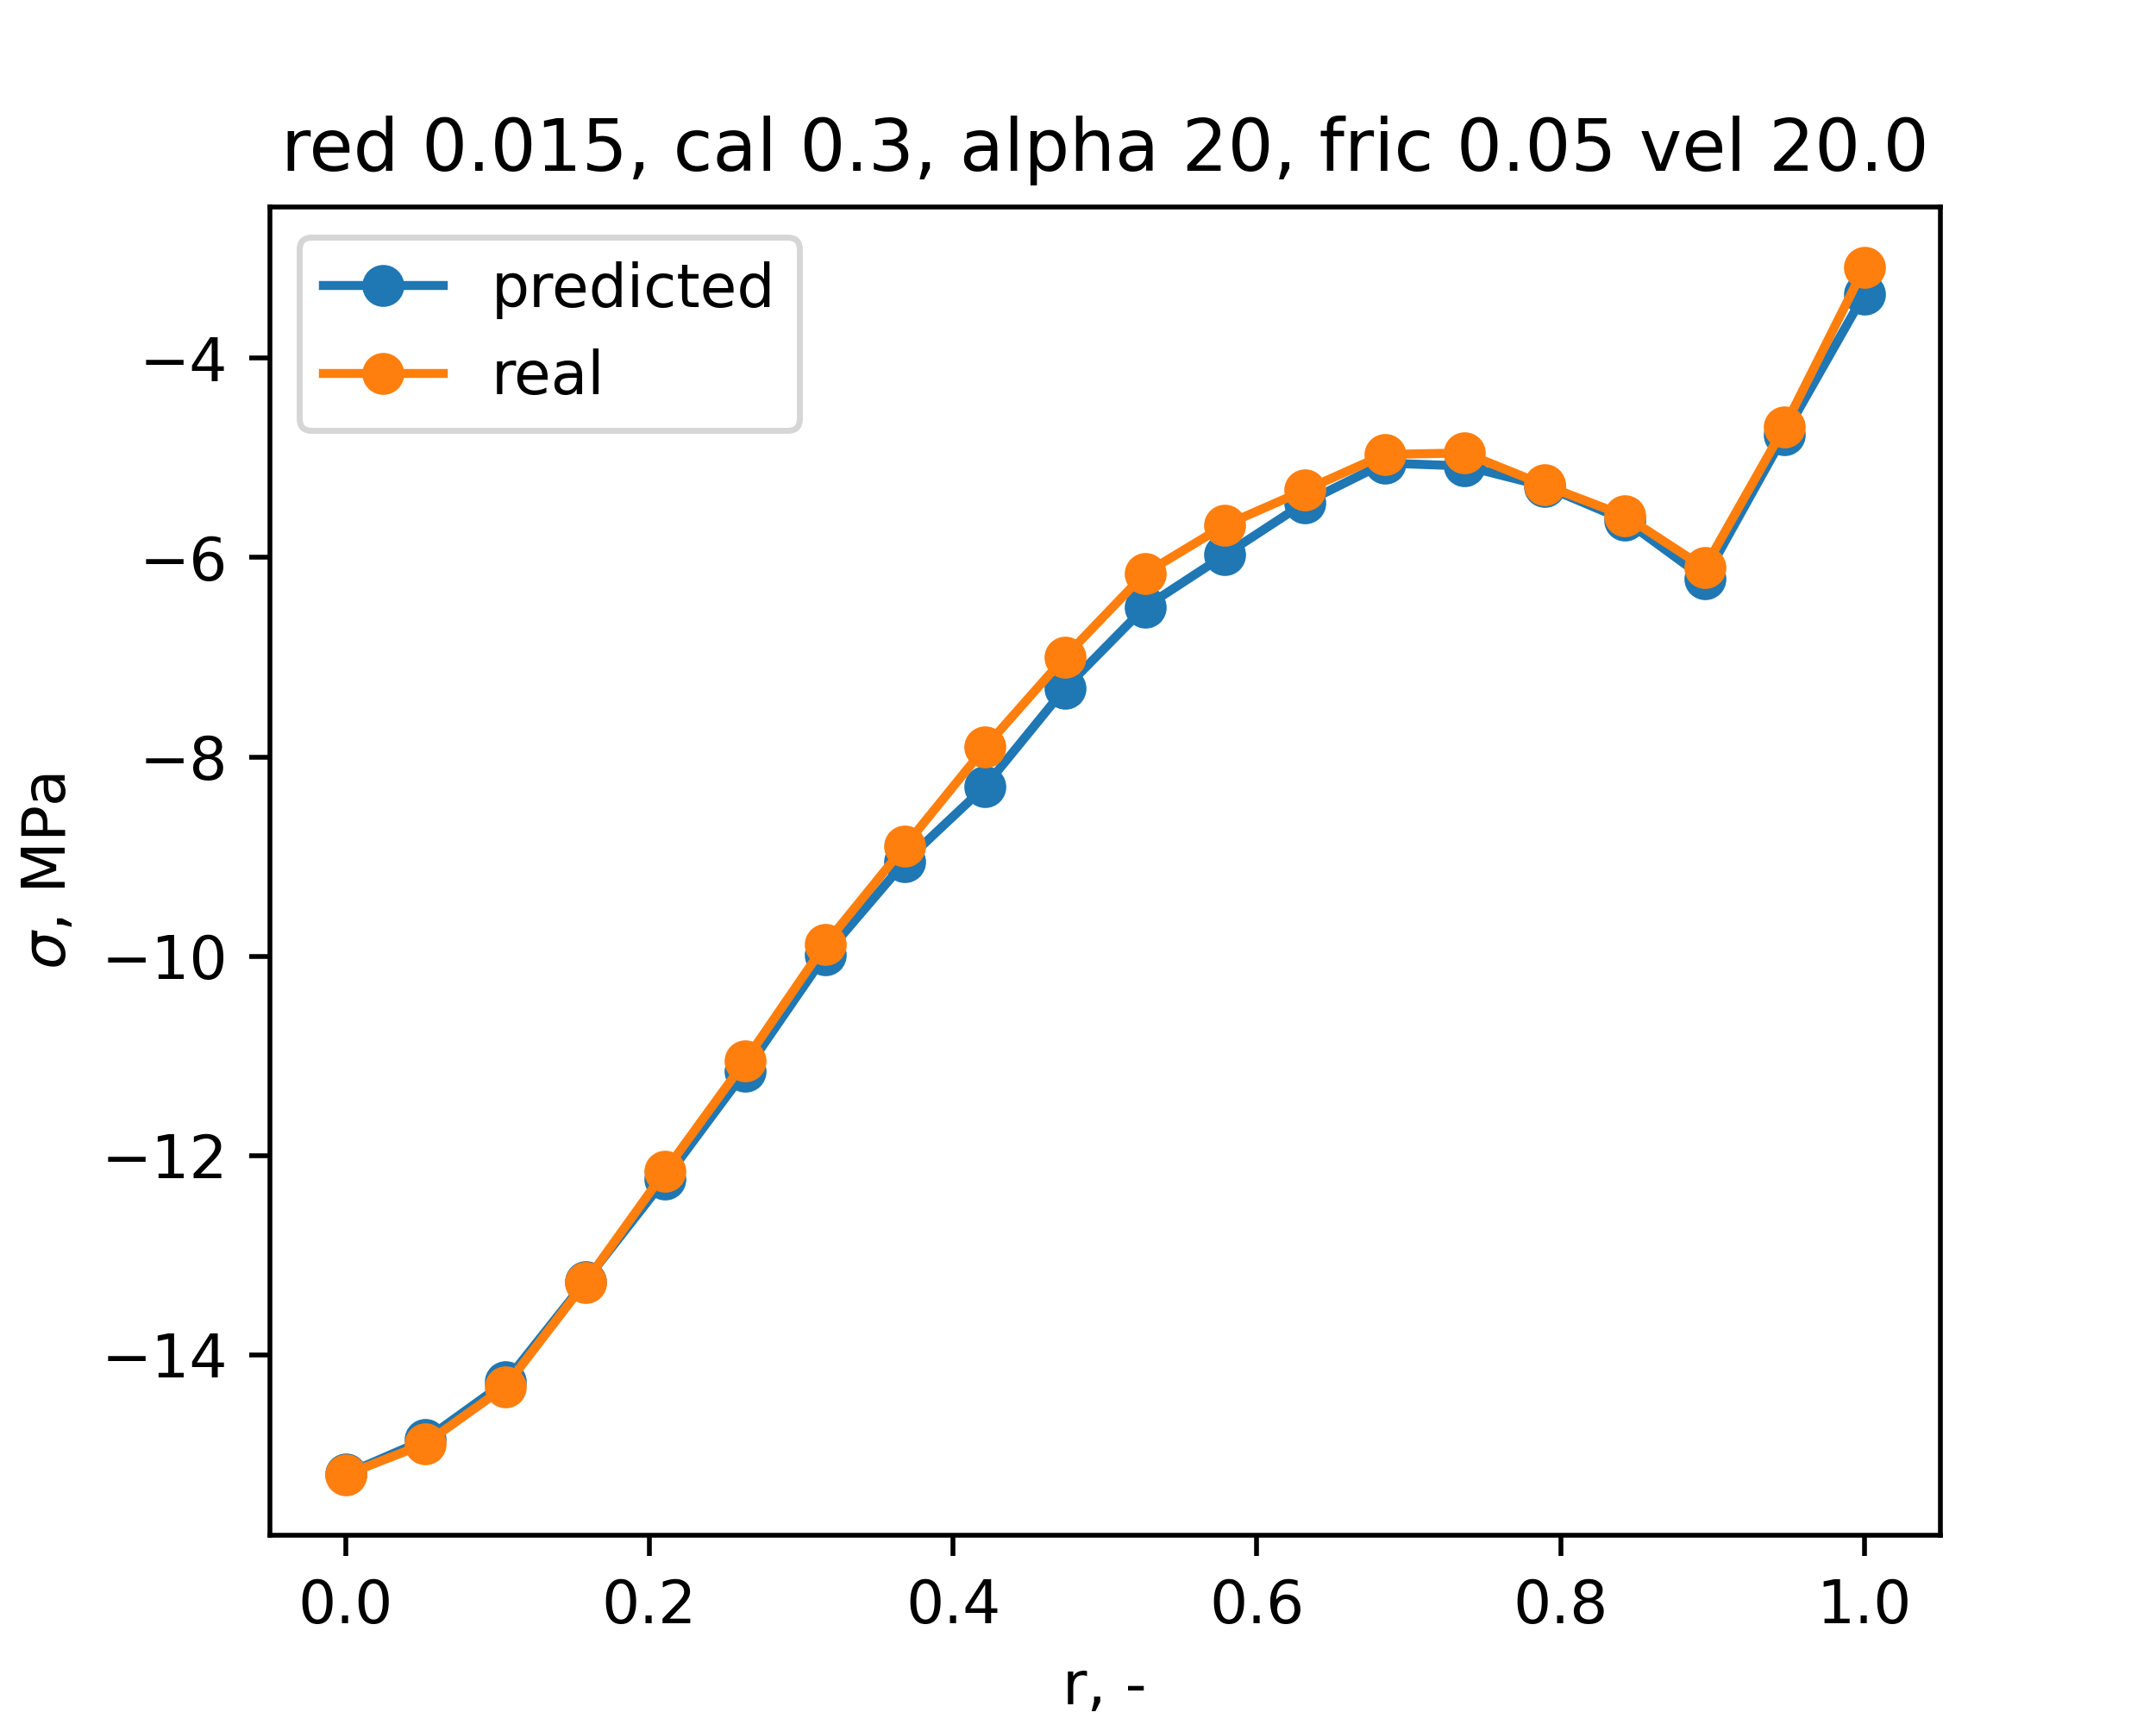 red 0.015, cal 0.3, alpha 20, fric 0.05 vel 20.0
predicted
real
−4
−6
−8
−10
−12
−14
σ, MPa
0.0 0.2 0.4 0.6 0.8 1.0
r, -